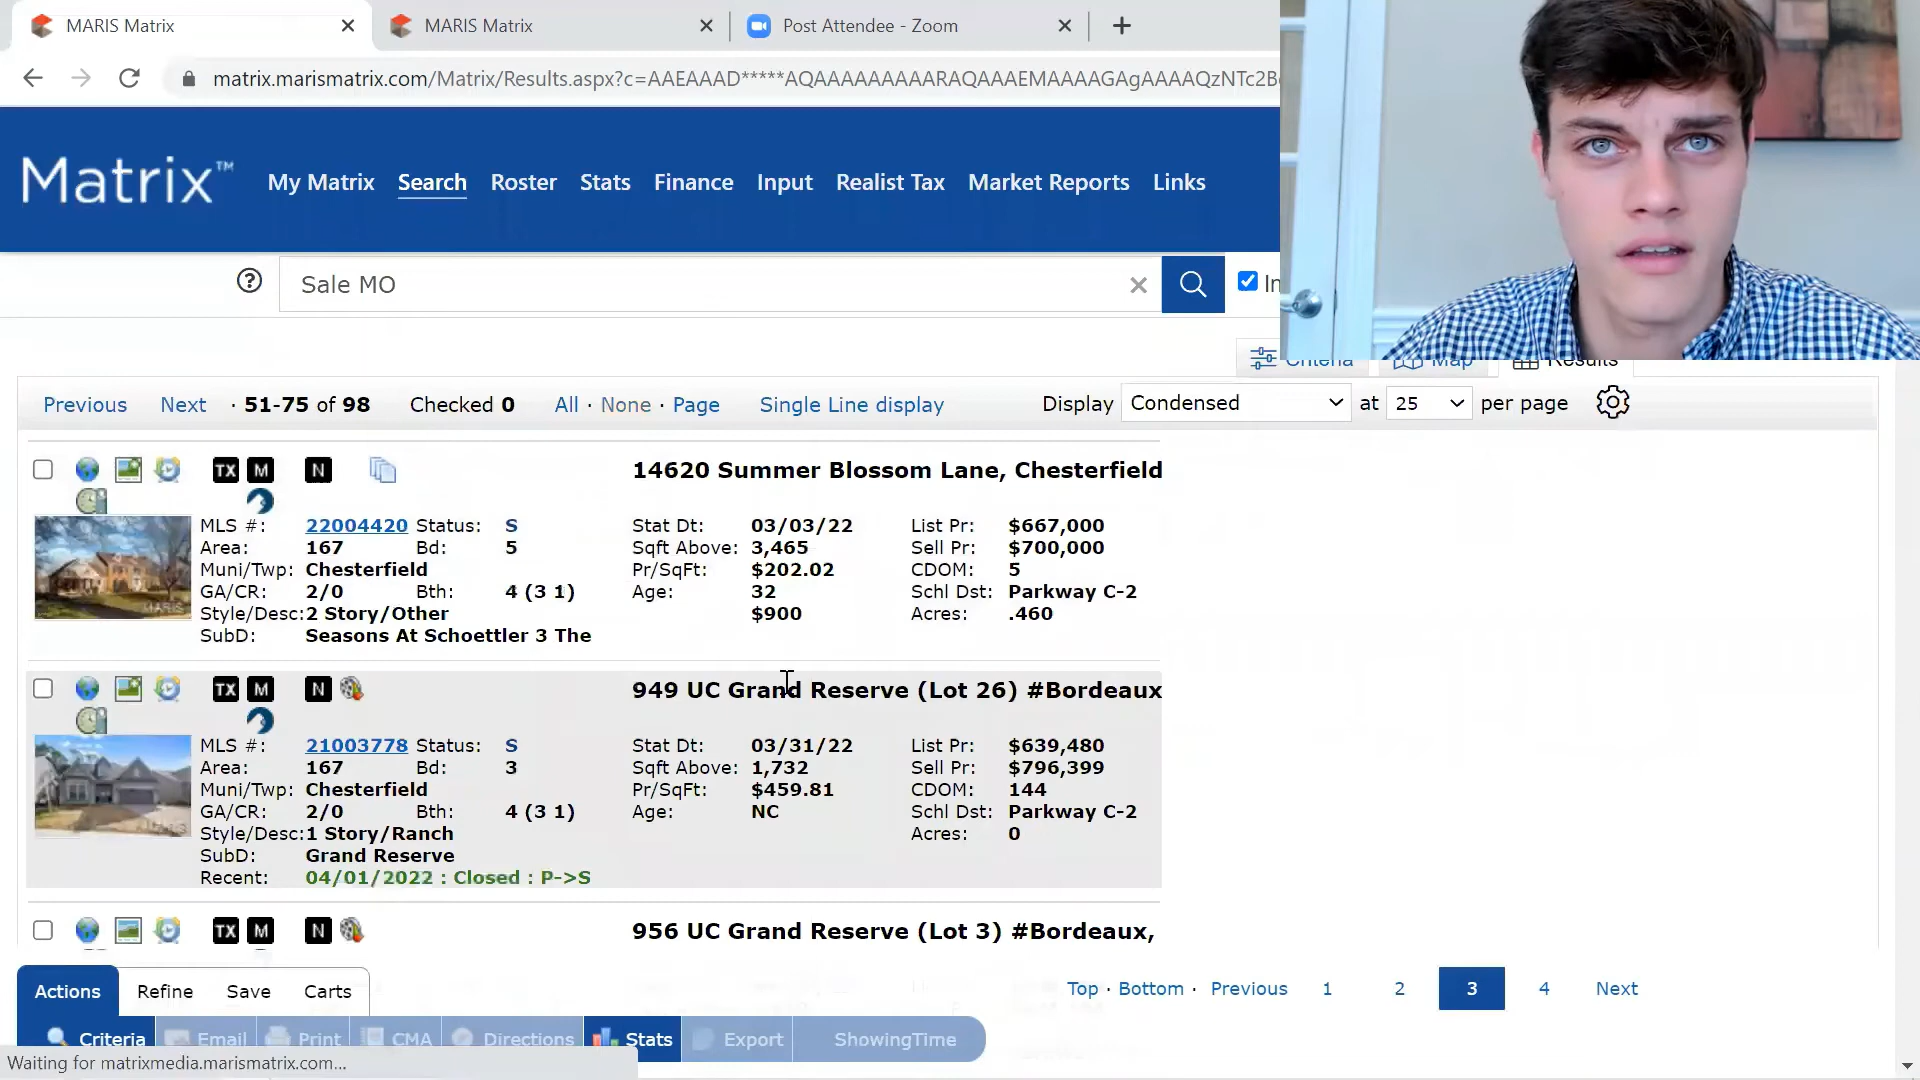 MARIS Matrix
MARIS Matrix
Post Attendee - Zoom
matrix.marismatrix.com/Matrix/Results.aspx?c=AAEAAAD*****AQAAAAAAAAARAQAAAEMAAAAGAgAAAAQzNTc2B
Matrix™ My Matrix Search Roster Stats Finance Input Realist Tax Market Reports Links
Sale MO
Criteria Map Results
Previous Next · 51-75 of 98 Checked 0 All · None · Page Single Line display Display Condensed at 25 per page
TX M N 14620 Summer Blossom Lane, Chesterfield
MLS #: 22004420 Status: S Stat Dt: 03/03/22 List Pr: $667,000
Area: 167 Bd: 5 Sqft Above: 3,465 Sell Pr: $700,000
Muni/Twp: Chesterfield Pr/SqFt: $202.02 CDOM: 5
GA/CR: 2/0 Bth: 4 (3 1) Age: 32 Schl Dst: Parkway C-2
Style/Desc: 2 Story/Other $900 Acres: .460
SubD: Seasons At Schoettler 3 The
MARIS
TX M N 949 UC Grand Reserve (Lot 26) #Bordeaux
MLS #: 21003778 Status: S Stat Dt: 03/31/22 List Pr: $639,480
Area: 167 Bd: 3 Sqft Above: 1,732 Sell Pr: $796,399
Muni/Twp: Chesterfield Pr/SqFt: $459.81 CDOM: 144
GA/CR: 2/0 Bth: 4 (3 1) Age: NC Schl Dst: Parkway C-2
Style/Desc: 1 Story/Ranch Acres: 0
SubD: Grand Reserve
Recent: 04/01/2022 : Closed : P->S
TX M N 956 UC Grand Reserve (Lot 3) #Bordeaux,
Actions Refine Save Carts Top · Bottom · Previous 1 2 3 4 Next
Criteria Email Print CMA Directions Stats Export ShowingTime
Waiting for matrixmedia.marismatrix.com...